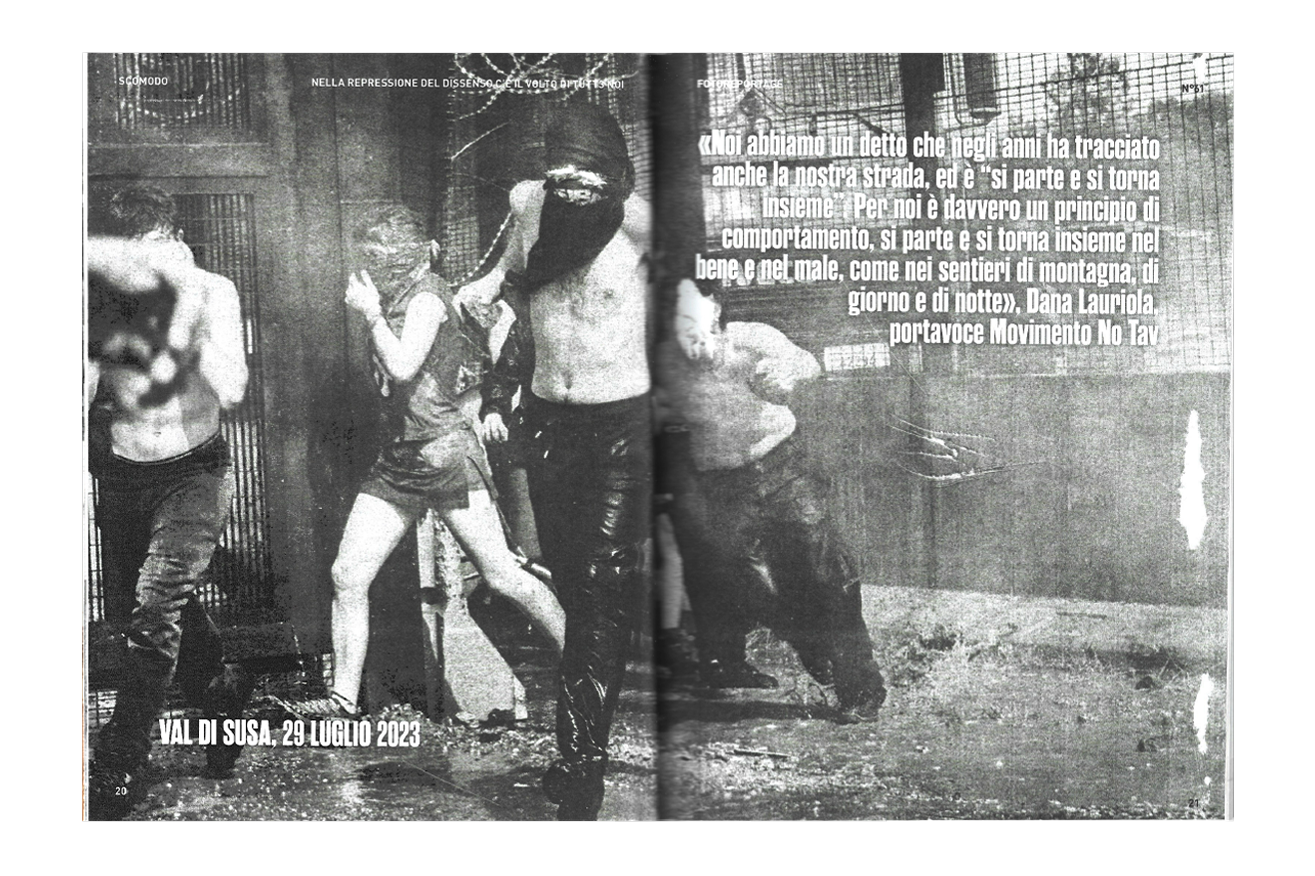 SCOMODO
NELLA REPRESSIONE DEL DISSENSO C'È IL VOLTO DI TUTTƏ NOI
FOTOREPORTAGE
N°61
«Noi abbiamo un detto che negli anni ha tracciato
anche la nostra strada, ed è “si parte e si torna
insieme” Per noi è davvero un principio di
comportamento, si parte e si torna insieme nel
bene e nel male, come nei sentieri di montagna, di
giorno e di notte», Dana Lauriola,
portavoce Movimento No Tav
VAL DI SUSA, 29 LUGLIO 2023
20
21